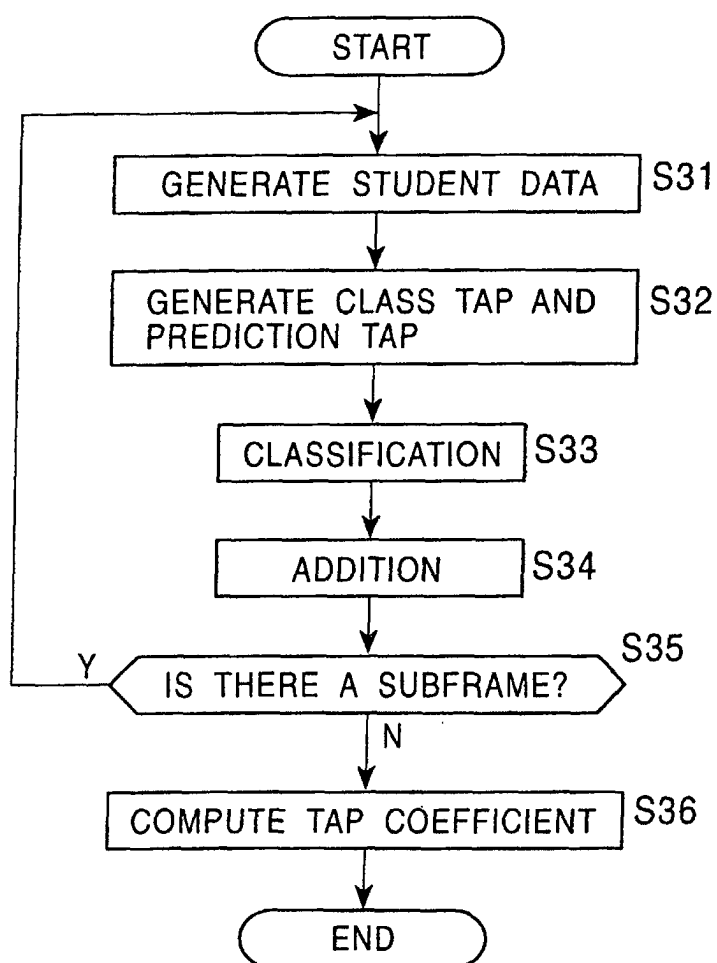 START
GENERATE STUDENT DATA S31
GENERATE CLASS TAP AND
PREDICTION TAP
S32
CLASSIFICATION S33
ADDITION S34
S35
Y
IS THERE A SUBFRAME?
N
COMPUTE TAP COEFFICIENT S36
END